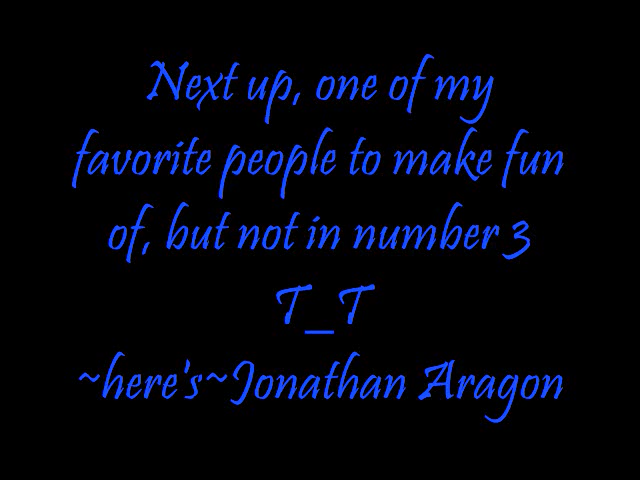 Next up, one of my
favorite people to make fun
of, but not in number 3
T_T
~here's~Jonathan Aragon